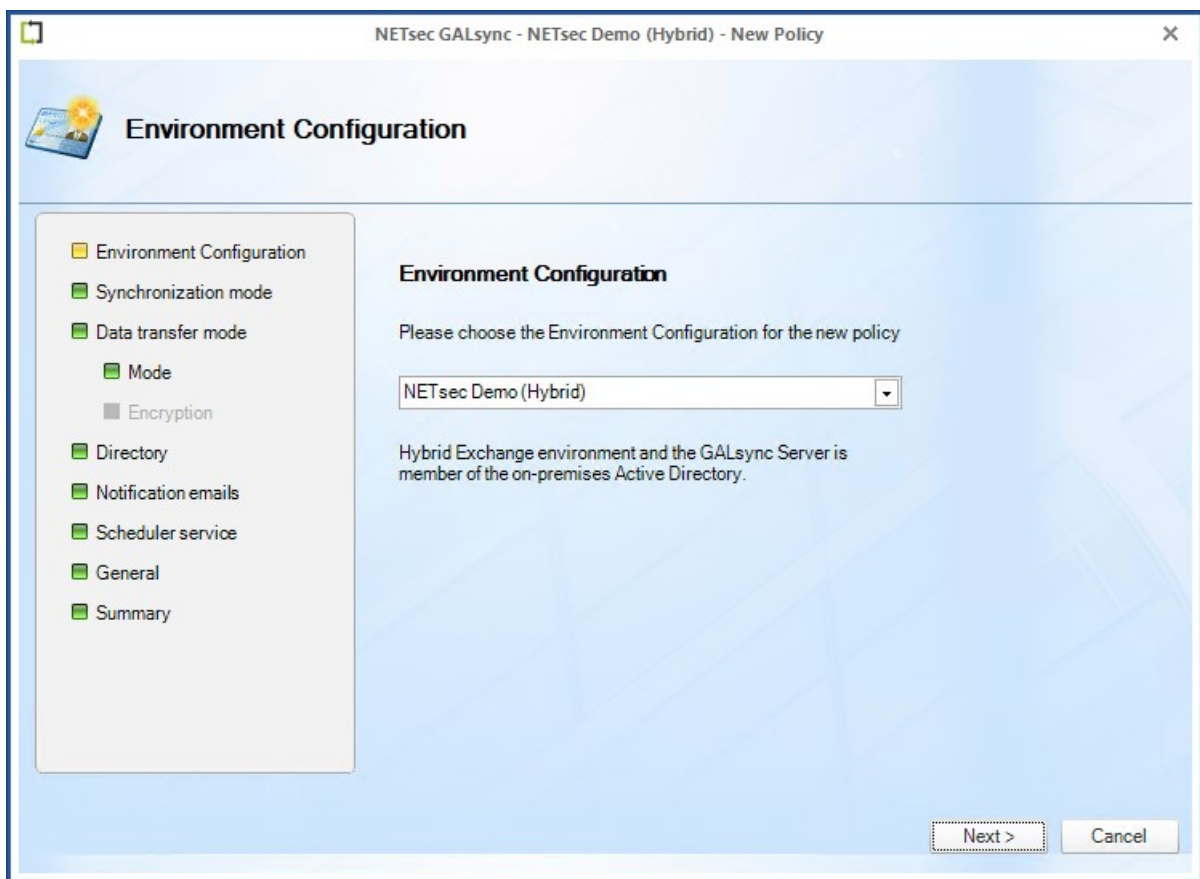 NETsec GALsync - NETsec Demo (Hybrid) - New Policy
Environment Configuration
Environment Configuration
Synchronization mode
Data transfer mode
Mode
Encryption
Directory
Notification emails
Scheduler service
General
Summary
Environment Configuration
Please choose the Environment Configuration for the new policy
NETsec Demo (Hybrid)
Hybrid Exchange environment and the GALsync Server is
member of the on-premises Active Directory.
Next >
Cancel